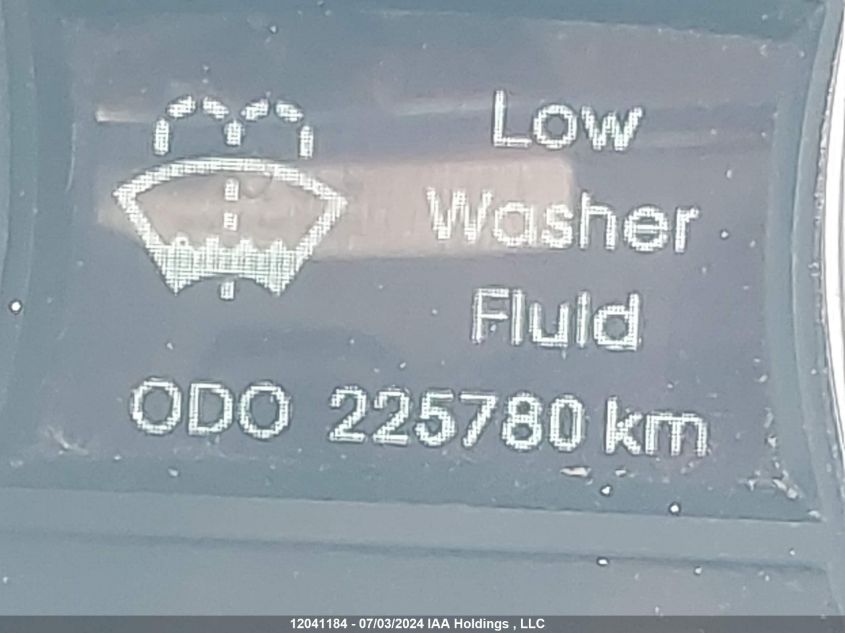 Low
Washer
Fluid
ODO 225780 km
12041184 - 07/03/2024 IAA Holdings , LLC